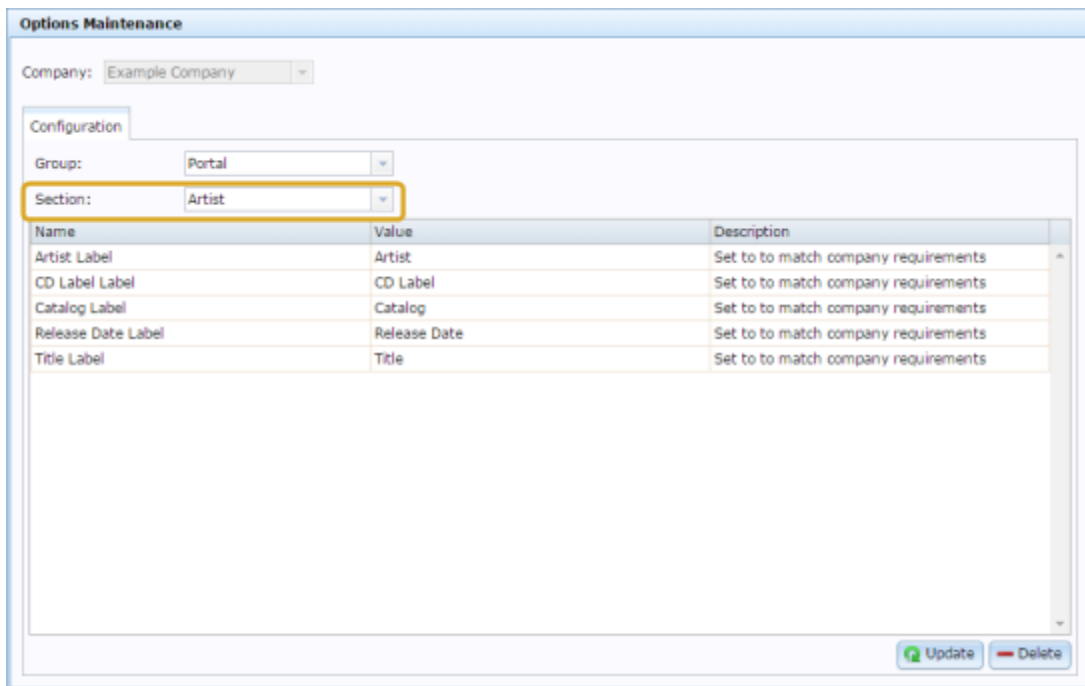 Options Maintenance
Company: Example Company
Configuration
Group: Portal
Section: Artist
Name Value Description
Artist Label Artist Set to to match company requirements
CD Label Label CD Label Set to to match company requirements
Catalog Label Catalog Set to to match company requirements
Release Date Label Release Date Set to to match company requirements
Title Label Title Set to to match company requirements
Update Delete